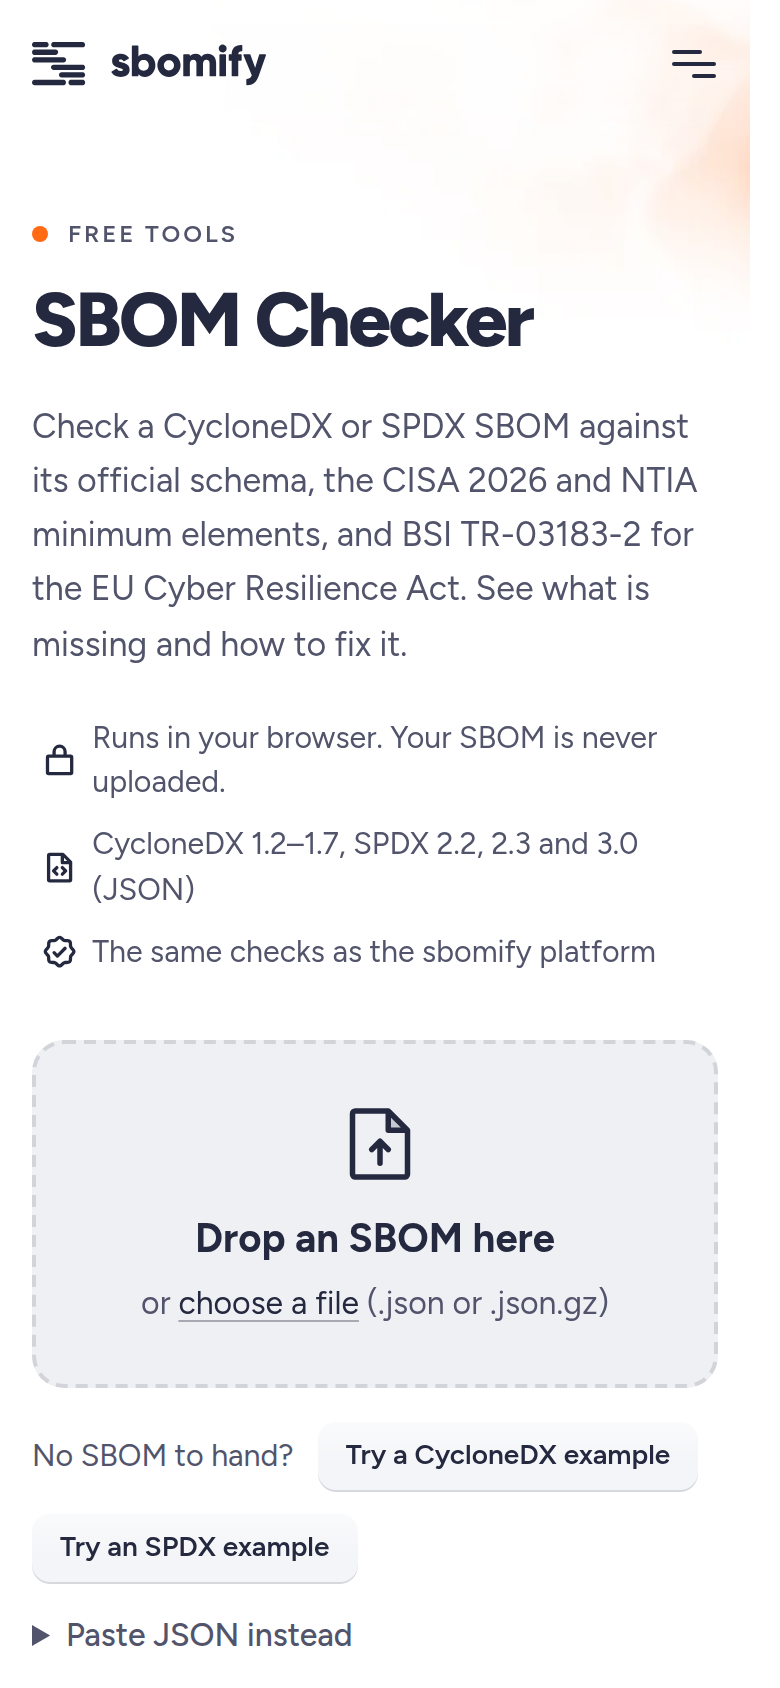 sbomify
FREE TOOLS
SBOM Checker
Check a CycloneDX or SPDX SBOM against
its official schema, the CISA 2026 and NTIA
minimum elements, and BSI TR-03183-2 for
the EU Cyber Resilience Act. See what is
missing and how to fix it.
Runs in your browser. Your SBOM is never
uploaded.
CycloneDX 1.2–1.7, SPDX 2.2, 2.3 and 3.0
(JSON)
The same checks as the sbomify platform
Drop an SBOM here
or choose a file (.json or .json.gz)
No SBOM to hand? Try a CycloneDX example
Try an SPDX example
Paste JSON instead